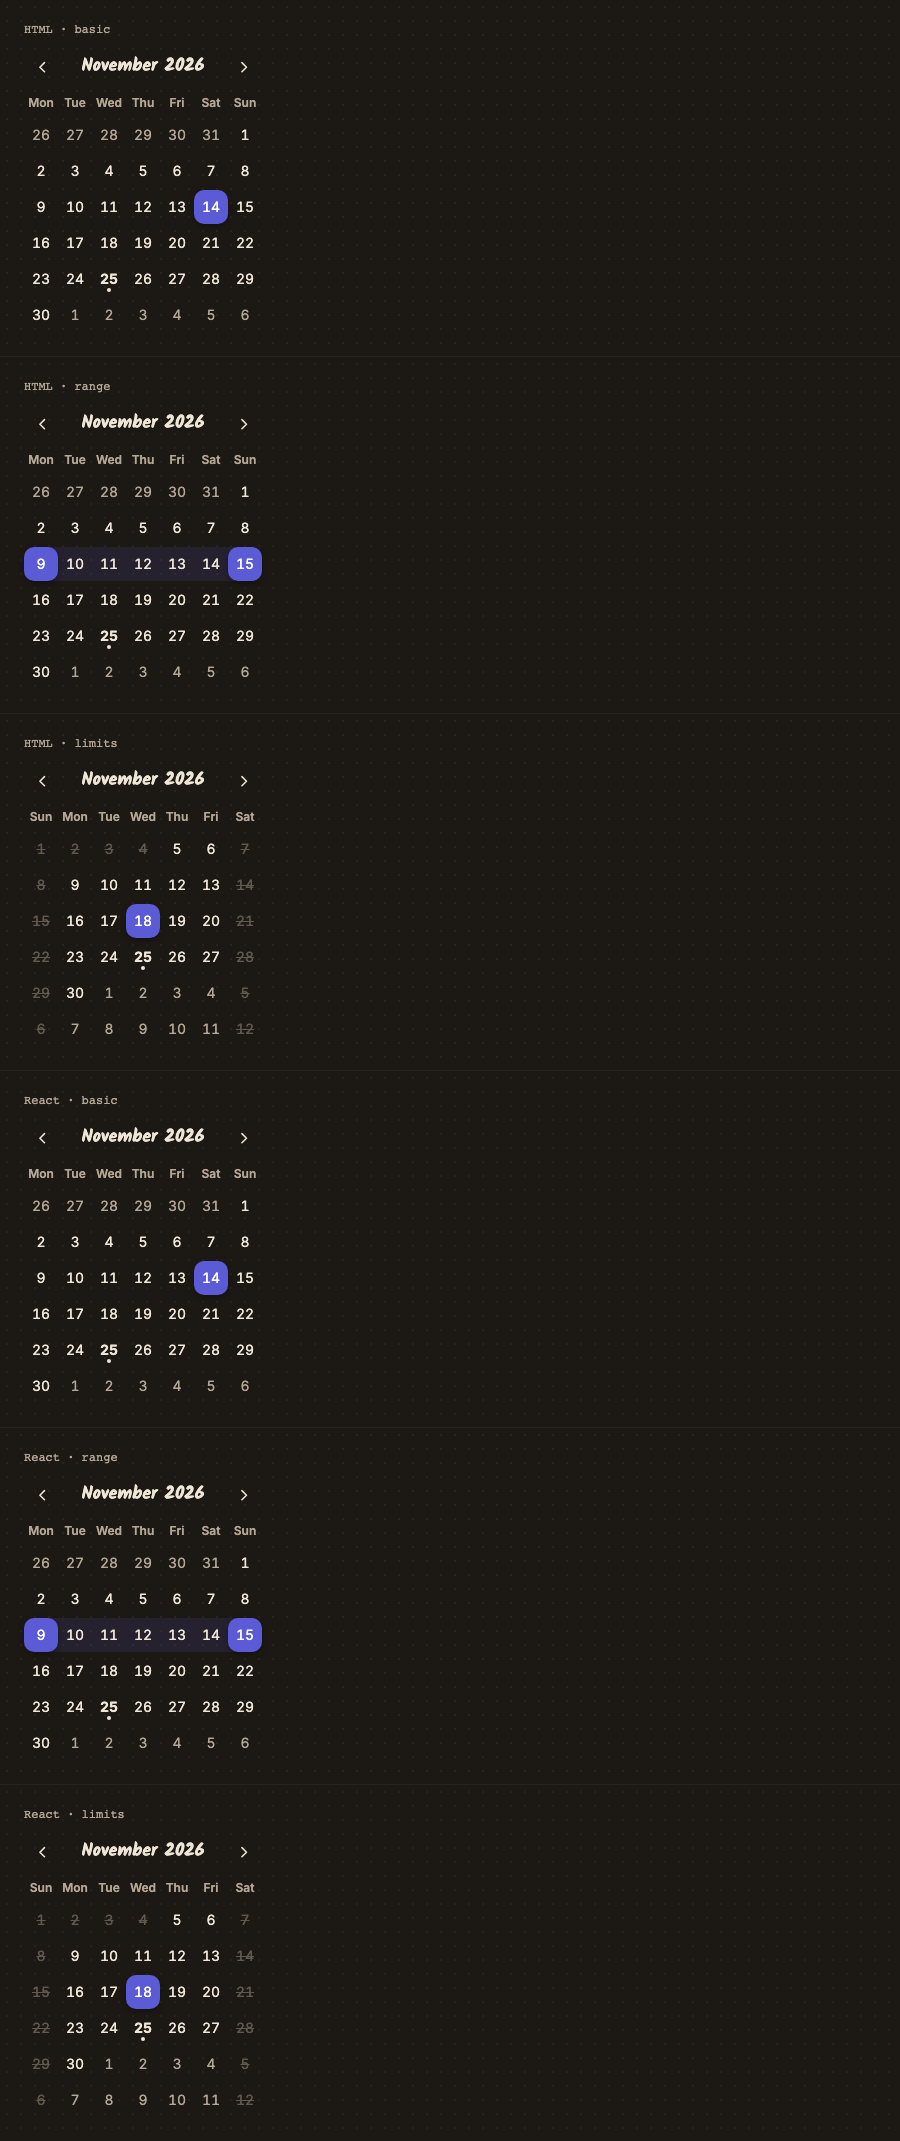 HTML · basic
November 2026
Mon Tue Wed Thu Fri Sat Sun
26 27 28 29 30 31 1
2 3 4 5 6 7 8
9 10 11 12 13 14 15
16 17 18 19 20 21 22
23 24 25 26 27 28 29
30 1 2 3 4 5 6
HTML · range
November 2026
Mon Tue Wed Thu Fri Sat Sun
26 27 28 29 30 31 1
2 3 4 5 6 7 8
9 10 11 12 13 14 15
16 17 18 19 20 21 22
23 24 25 26 27 28 29
30 1 2 3 4 5 6
HTML · limits
November 2026
Sun Mon Tue Wed Thu Fri Sat
1 2 3 4 5 6 7
8 9 10 11 12 13 14
15 16 17 18 19 20 21
22 23 24 25 26 27 28
29 30 1 2 3 4 5
6 7 8 9 10 11 12
React · basic
November 2026
Mon Tue Wed Thu Fri Sat Sun
26 27 28 29 30 31 1
2 3 4 5 6 7 8
9 10 11 12 13 14 15
16 17 18 19 20 21 22
23 24 25 26 27 28 29
30 1 2 3 4 5 6
React · range
November 2026
Mon Tue Wed Thu Fri Sat Sun
26 27 28 29 30 31 1
2 3 4 5 6 7 8
9 10 11 12 13 14 15
16 17 18 19 20 21 22
23 24 25 26 27 28 29
30 1 2 3 4 5 6
React · limits
November 2026
Sun Mon Tue Wed Thu Fri Sat
1 2 3 4 5 6 7
8 9 10 11 12 13 14
15 16 17 18 19 20 21
22 23 24 25 26 27 28
29 30 1 2 3 4 5
6 7 8 9 10 11 12